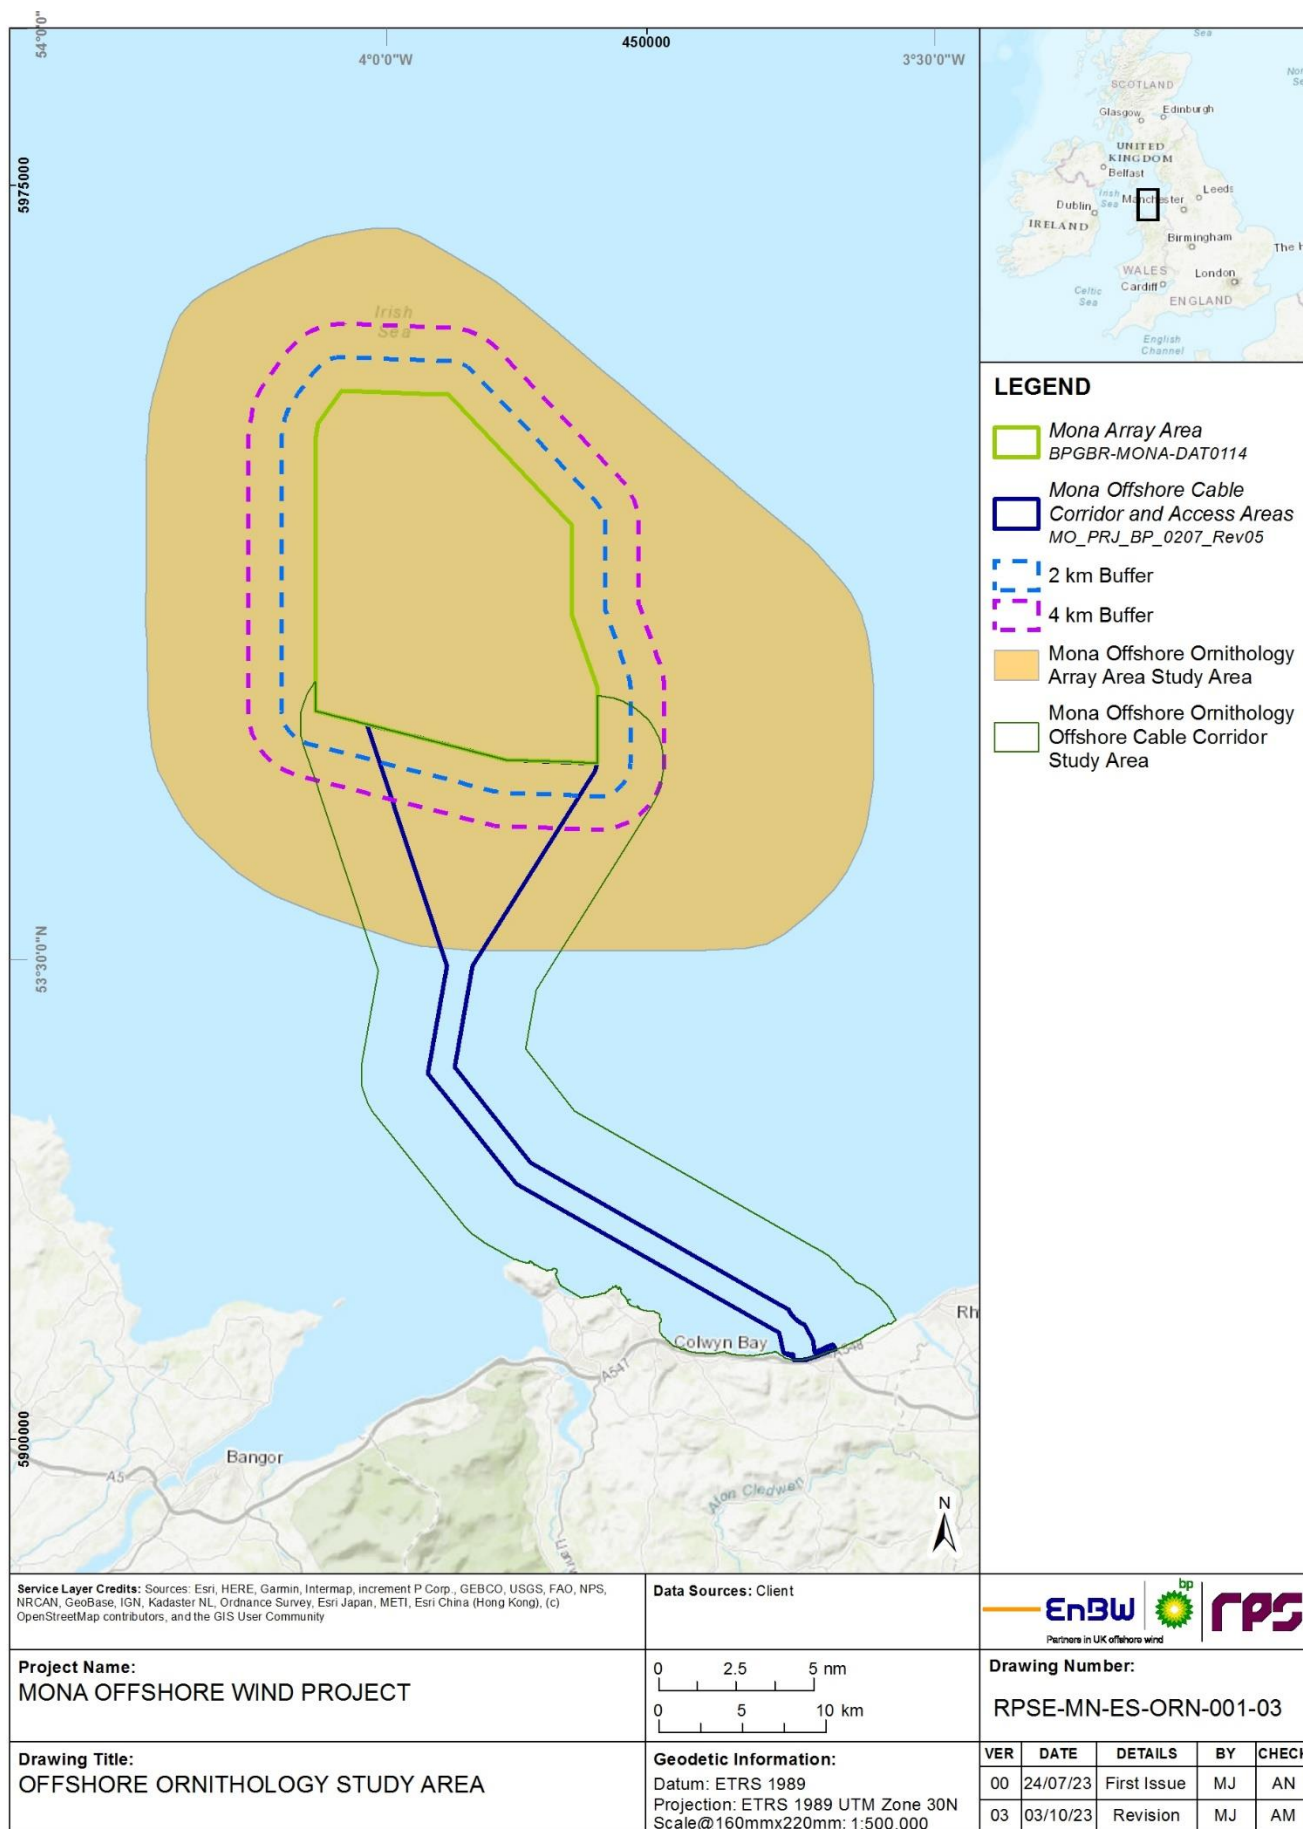 54°0'0"
4°0'0"W
450000
3°30'0"W
5975000
Irish
Sea
53°30'0"N
5900000
Colwyn Bay
A548
A547
Rh
Bangor
A5
Afon Cledwen
N
Sea
SCOTLAND
Glasgow
Edinburgh
UNITED
KINGDOM
Belfast
Irish
Sea
Manchester
Leeds
Dublin
IRELAND
Birmingham
The H
WALES
Cardiff
London
ENGLAND
Celtic
Sea
English
Channel
LEGEND
Mona Array Area
BPGBR-MONA-DAT0114
Mona Offshore Cable
Corridor and Access Areas
MO_PRJ_BP_0207_Rev05
2 km Buffer
4 km Buffer
Mona Offshore Ornithology
Array Area Study Area
Mona Offshore Ornithology
Offshore Cable Corridor
Study Area
Service Layer Credits: Sources: Esri, HERE, Garmin, Intermap, increment P Corp., GEBCO, USGS, FAO, NPS,
NRCAN, GeoBase, IGN, Kadaster NL, Ordnance Survey, Esri Japan, METI, Esri China (Hong Kong), (c)
OpenStreetMap contributors, and the GIS User Community
Data Sources: Client
EnBW
bp
rps
Partners in UK offshore wind
Project Name:
MONA OFFSHORE WIND PROJECT
0 2.5 5 nm
0 5 10 km
Drawing Number:
RPSE-MN-ES-ORN-001-03
Drawing Title:
OFFSHORE ORNITHOLOGY STUDY AREA
Geodetic Information:
Datum: ETRS 1989
Projection: ETRS 1989 UTM Zone 30N
Scale@160mmx220mm: 1:500,000
VER DATE DETAILS BY CHECK
00 24/07/23 First Issue MJ AN
03 03/10/23 Revision MJ AM